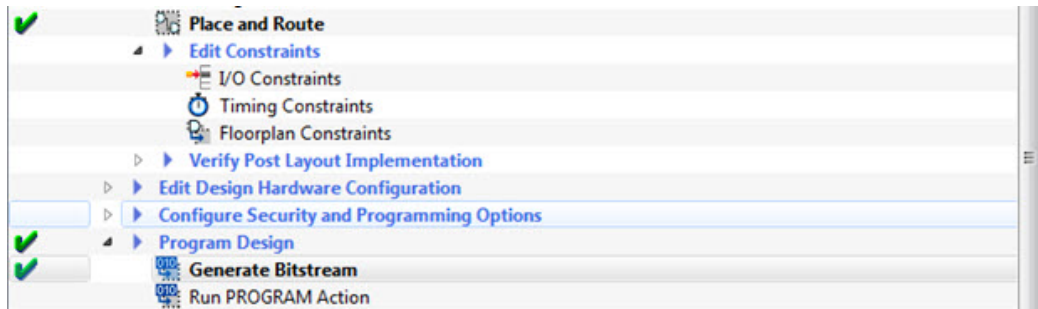 Place and Route
Edit Constraints
I/O Constraints
Timing Constraints
Floorplan Constraints
Verify Post Layout Implementation
Edit Design Hardware Configuration
Configure Security and Programming Options
Program Design
Generate Bitstream
Run PROGRAM Action